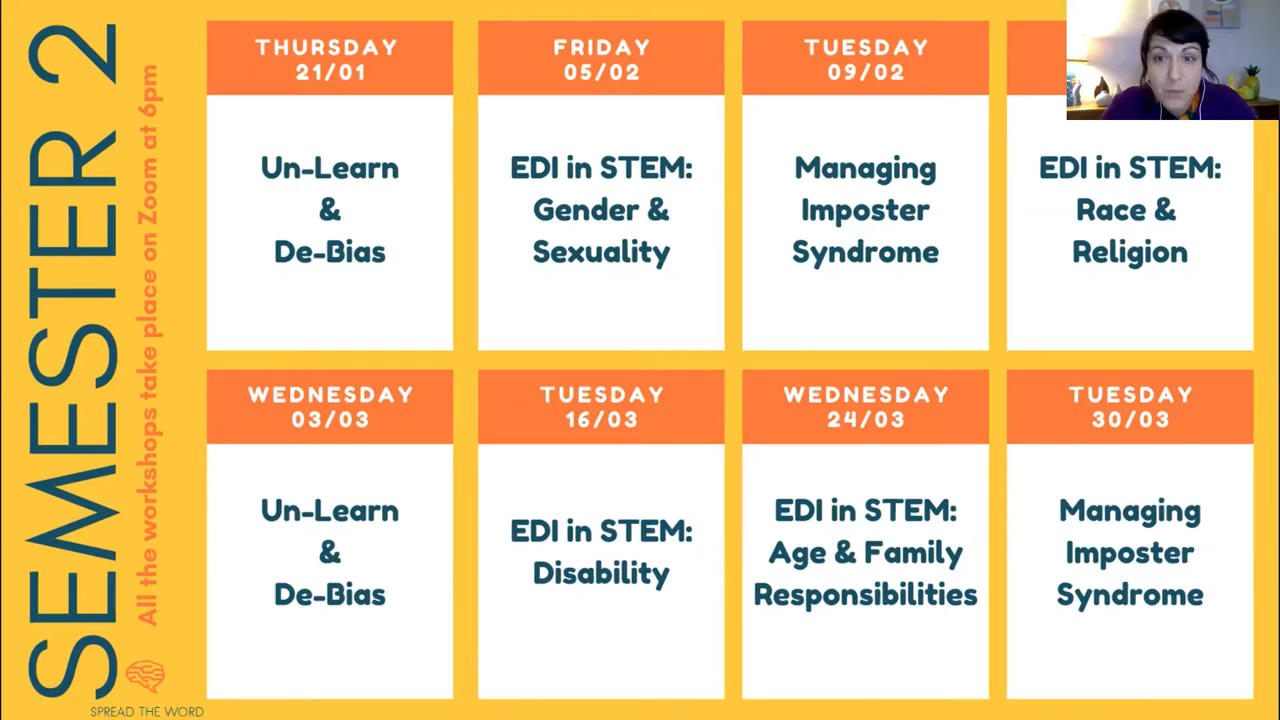 SEMESTER 2
All the workshops take place on Zoom at 6pm
SPREAD THE WORD
THURSDAY
21/01
Un-Learn
&
De-Bias
FRIDAY
05/02
EDI in STEM:
Gender &
Sexuality
TUESDAY
09/02
Managing
Imposter
Syndrome
EDI in STEM:
Race &
Religion
WEDNESDAY
03/03
Un-Learn
&
De-Bias
TUESDAY
16/03
EDI in STEM:
Disability
WEDNESDAY
24/03
EDI in STEM:
Age & Family
Responsibilities
TUESDAY
30/03
Managing
Imposter
Syndrome